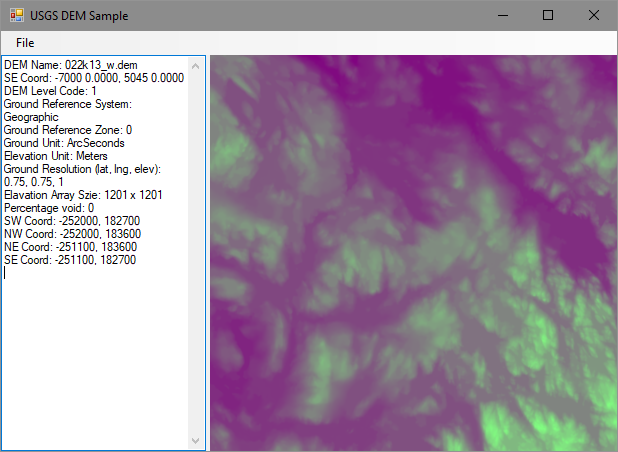 USGS DEM Sample
File
DEM Name: 022k13_w.dem
SE Coord: -7000 0.0000, 5045 0.0000
DEM Level Code: 1
Ground Reference System:
Geographic
Ground Reference Zone: 0
Ground Unit: ArcSeconds
Elevation Unit: Meters
Ground Resolution (lat, lng, elev):
0.75, 0.75, 1
Elavation Array Szie: 1201 x 1201
Percentage void: 0
SW Coord: -252000, 182700
NW Coord: -252000, 183600
NE Coord: -251100, 183600
SE Coord: -251100, 182700